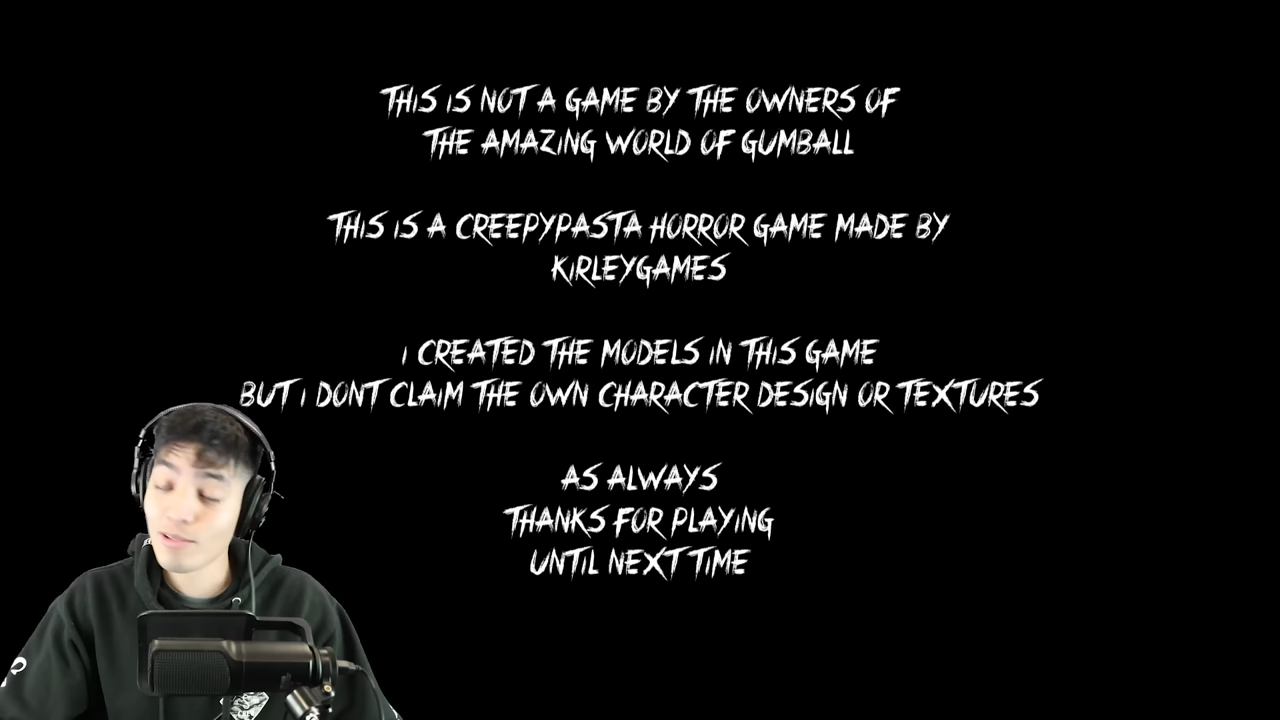 THIS IS NOT A GAME BY THE OWNERS OF
THE AMAZING WORLD OF GUMBALL
THIS IS A CREEPYPASTA HORROR GAME MADE BY
KIRLEYGAMES
I CREATED THE MODELS IN THIS GAME
BUT I DONT CLAIM THE OWN CHARACTER DESIGN OR TEXTURES
AS ALWAYS
THANKS FOR PLAYING
UNTIL NEXT TIME